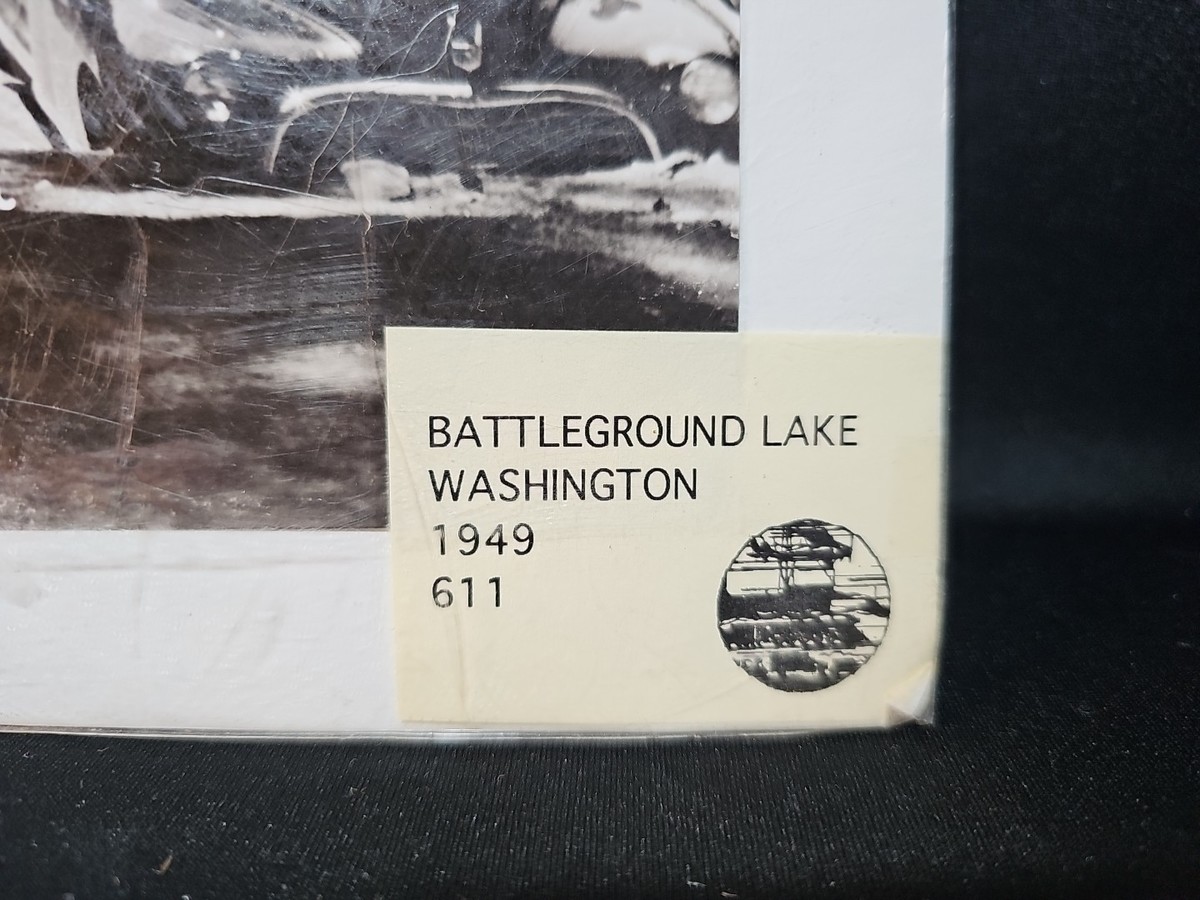 BATTLEGROUND LAKE
WASHINGTON
1949
611